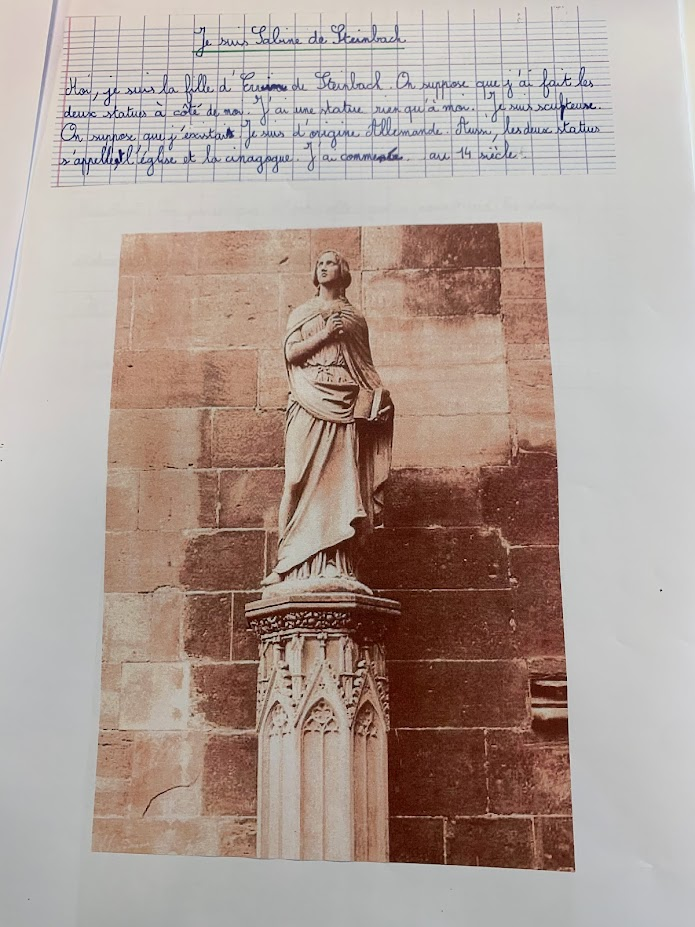 Je suis Sabine de Steinbach
Moi, je suis la fille d'Erwin de Steinbach. On suppose que j'ai fait les
deux statues à côté de moi. J'ai une statue rien qu'à moi. Je suis sculpteuse.
On suppose que j'existait. Je suis d'origine Allemande. Aussi, les deux statues
s'appellent l'église et la cinagogue. J'ai au 14 siècle.